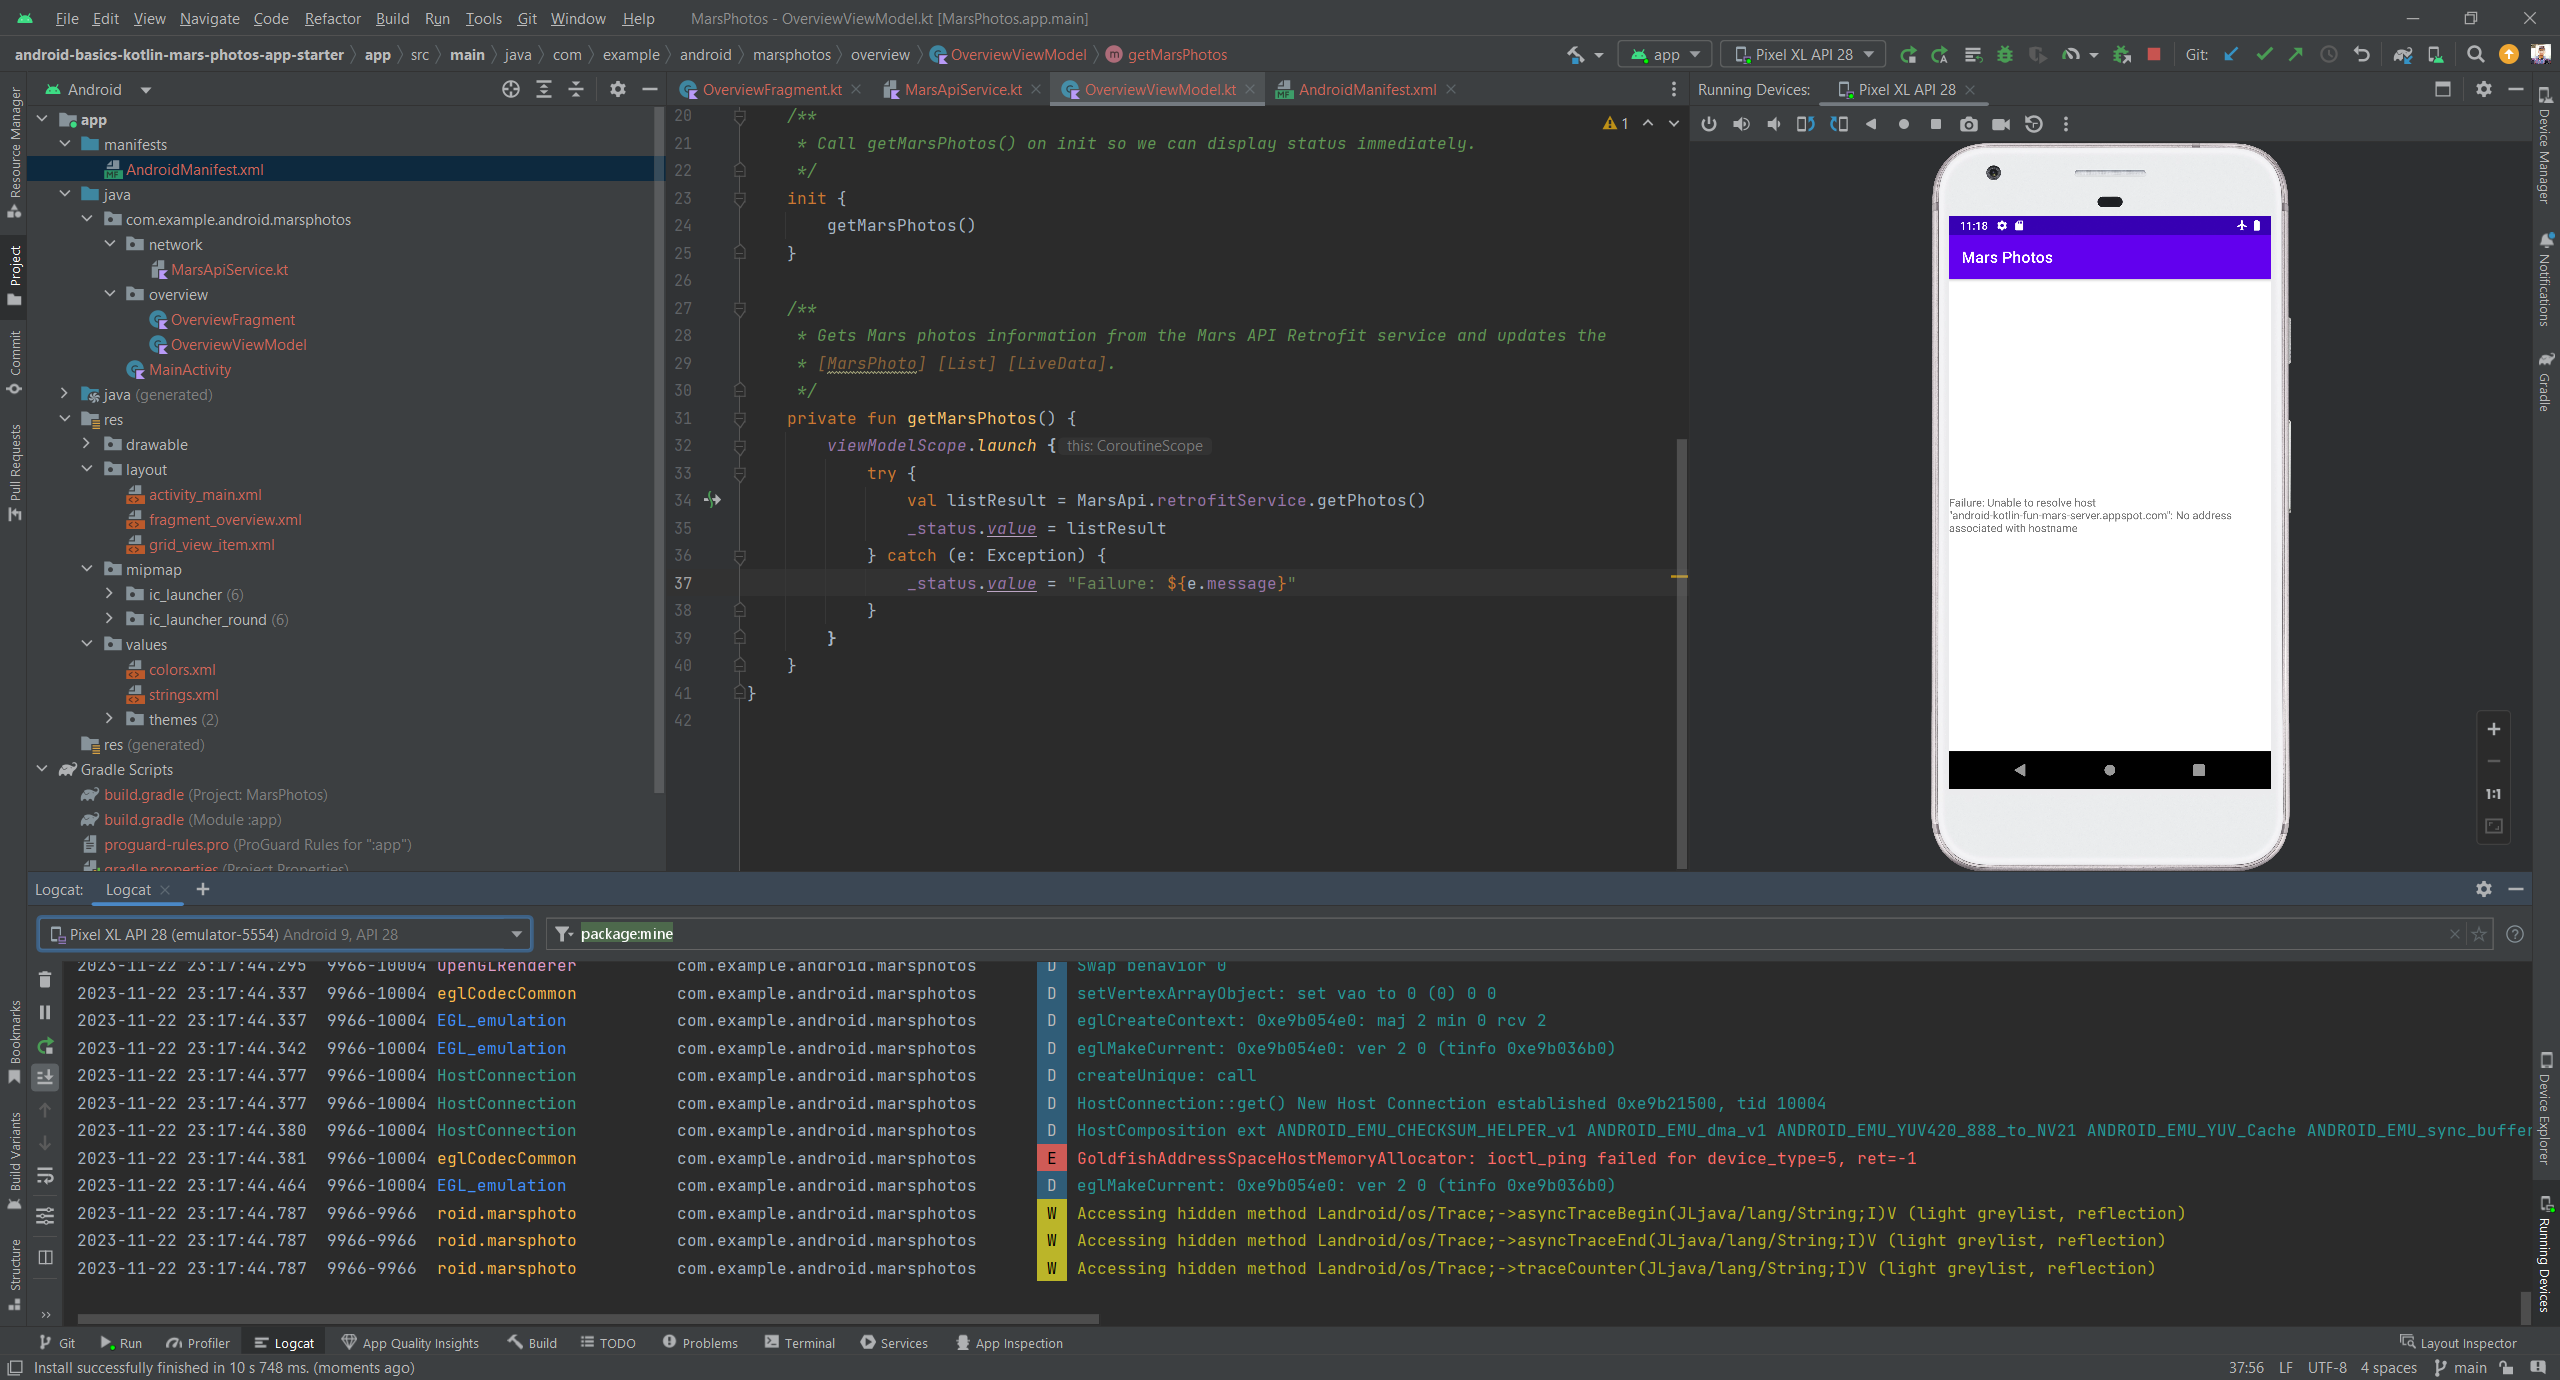 File Edit View Navigate Code Refactor Build Run Tools Git Window Help MarsPhotos - OverviewViewModel.kt [MarsPhotos.app.main]
android-basics-kotlin-mars-photos-app-starter app src main java com example android marsphotos overview OverviewViewModel getMarsPhotos app Pixel XL API 28 Git:
Android
OverviewFragment.kt MarsApiService.kt OverviewViewModel.kt AndroidManifest.xml
Running Devices: Pixel XL API 28
Resource Manager
Project
Commit
Pull Requests
Bookmarks
Build Variants
Structure
app
manifests
AndroidManifest.xml
java
com.example.android.marsphotos
network
MarsApiService.kt
overview
OverviewFragment
OverviewViewModel
MainActivity
java (generated)
res
drawable
layout
activity_main.xml
fragment_overview.xml
grid_view_item.xml
mipmap
ic_launcher (6)
ic_launcher_round (6)
values
colors.xml
strings.xml
themes (2)
res (generated)
Gradle Scripts
build.gradle (Project: MarsPhotos)
build.gradle (Module :app)
proguard-rules.pro (ProGuard Rules for ":app")
gradle.properties (Project Properties)
1
20 /**
21 * Call getMarsPhotos() on init so we can display status immediately.
22 */
23 init {
24 getMarsPhotos()
25 }
26
27 /**
28 * Gets Mars photos information from the Mars API Retrofit service and updates the
29 * [MarsPhoto] [List] [LiveData].
30 */
31 private fun getMarsPhotos() {
32 viewModelScope.launch { this: CoroutineScope
33 try {
34 val listResult = MarsApi.retrofitService.getPhotos()
35 _status.value = listResult
36 } catch (e: Exception) {
37 _status.value = "Failure: ${e.message}"
38 }
39 }
40 }
41 }
42
11:18
Mars Photos
Failure: Unable to resolve host
"android-kotlin-fun-mars-server.appspot.com": No address
associated with hostname
1:1
Device Manager
Notifications
Gradle
Device Explorer
Running Devices
Logcat: Logcat
Pixel XL API 28 (emulator-5554) Android 9, API 28 package:mine
2023-11-22 23:17:44.295 9966-10004 OpenGLRenderer com.example.android.marsphotos D Swap behavior 0
2023-11-22 23:17:44.337 9966-10004 eglCodecCommon com.example.android.marsphotos D setVertexArrayObject: set vao to 0 (0) 0 0
2023-11-22 23:17:44.337 9966-10004 EGL_emulation com.example.android.marsphotos D eglCreateContext: 0xe9b054e0: maj 2 min 0 rcv 2
2023-11-22 23:17:44.342 9966-10004 EGL_emulation com.example.android.marsphotos D eglMakeCurrent: 0xe9b054e0: ver 2 0 (tinfo 0xe9b036b0)
2023-11-22 23:17:44.377 9966-10004 HostConnection com.example.android.marsphotos D createUnique: call
2023-11-22 23:17:44.377 9966-10004 HostConnection com.example.android.marsphotos D HostConnection::get() New Host Connection established 0xe9b21500, tid 10004
2023-11-22 23:17:44.380 9966-10004 HostConnection com.example.android.marsphotos D HostComposition ext ANDROID_EMU_CHECKSUM_HELPER_v1 ANDROID_EMU_dma_v1 ANDROID_EMU_YUV420_888_to_NV21 ANDROID_EMU_YUV_Cache ANDROID_EMU_sync_buffer
2023-11-22 23:17:44.381 9966-10004 eglCodecCommon com.example.android.marsphotos E GoldfishAddressSpaceHostMemoryAllocator: ioctl_ping failed for device_type=5, ret=-1
2023-11-22 23:17:44.464 9966-10004 EGL_emulation com.example.android.marsphotos D eglMakeCurrent: 0xe9b054e0: ver 2 0 (tinfo 0xe9b036b0)
2023-11-22 23:17:44.787 9966-9966 roid.marsphoto com.example.android.marsphotos W Accessing hidden method Landroid/os/Trace;->asyncTraceBegin(JLjava/lang/String;I)V (light greylist, reflection)
2023-11-22 23:17:44.787 9966-9966 roid.marsphoto com.example.android.marsphotos W Accessing hidden method Landroid/os/Trace;->asyncTraceEnd(JLjava/lang/String;I)V (light greylist, reflection)
2023-11-22 23:17:44.787 9966-9966 roid.marsphoto com.example.android.marsphotos W Accessing hidden method Landroid/os/Trace;->traceCounter(JLjava/lang/String;I)V (light greylist, reflection)
Git Run Profiler Logcat App Quality Insights Build TODO Problems Terminal Services App Inspection Layout Inspector
Install successfully finished in 10 s 748 ms. (moments ago) 37:56 LF UTF-8 4 spaces main